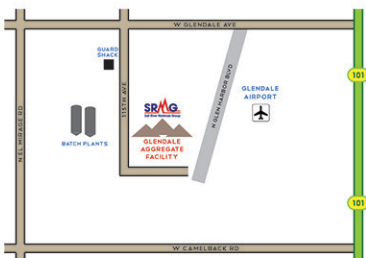 W GLENDALE AVE
GUARD
SHACK
101
N EL MIRAGE RD
115TH AVE
N GLEN HARBOR BLVD
GLENDALE
AIRPORT
SRMG
Salt River Materials Group
BATCH PLANTS
GLENDALE
AGGREGATE
FACILITY
101
W CAMELBACK RD